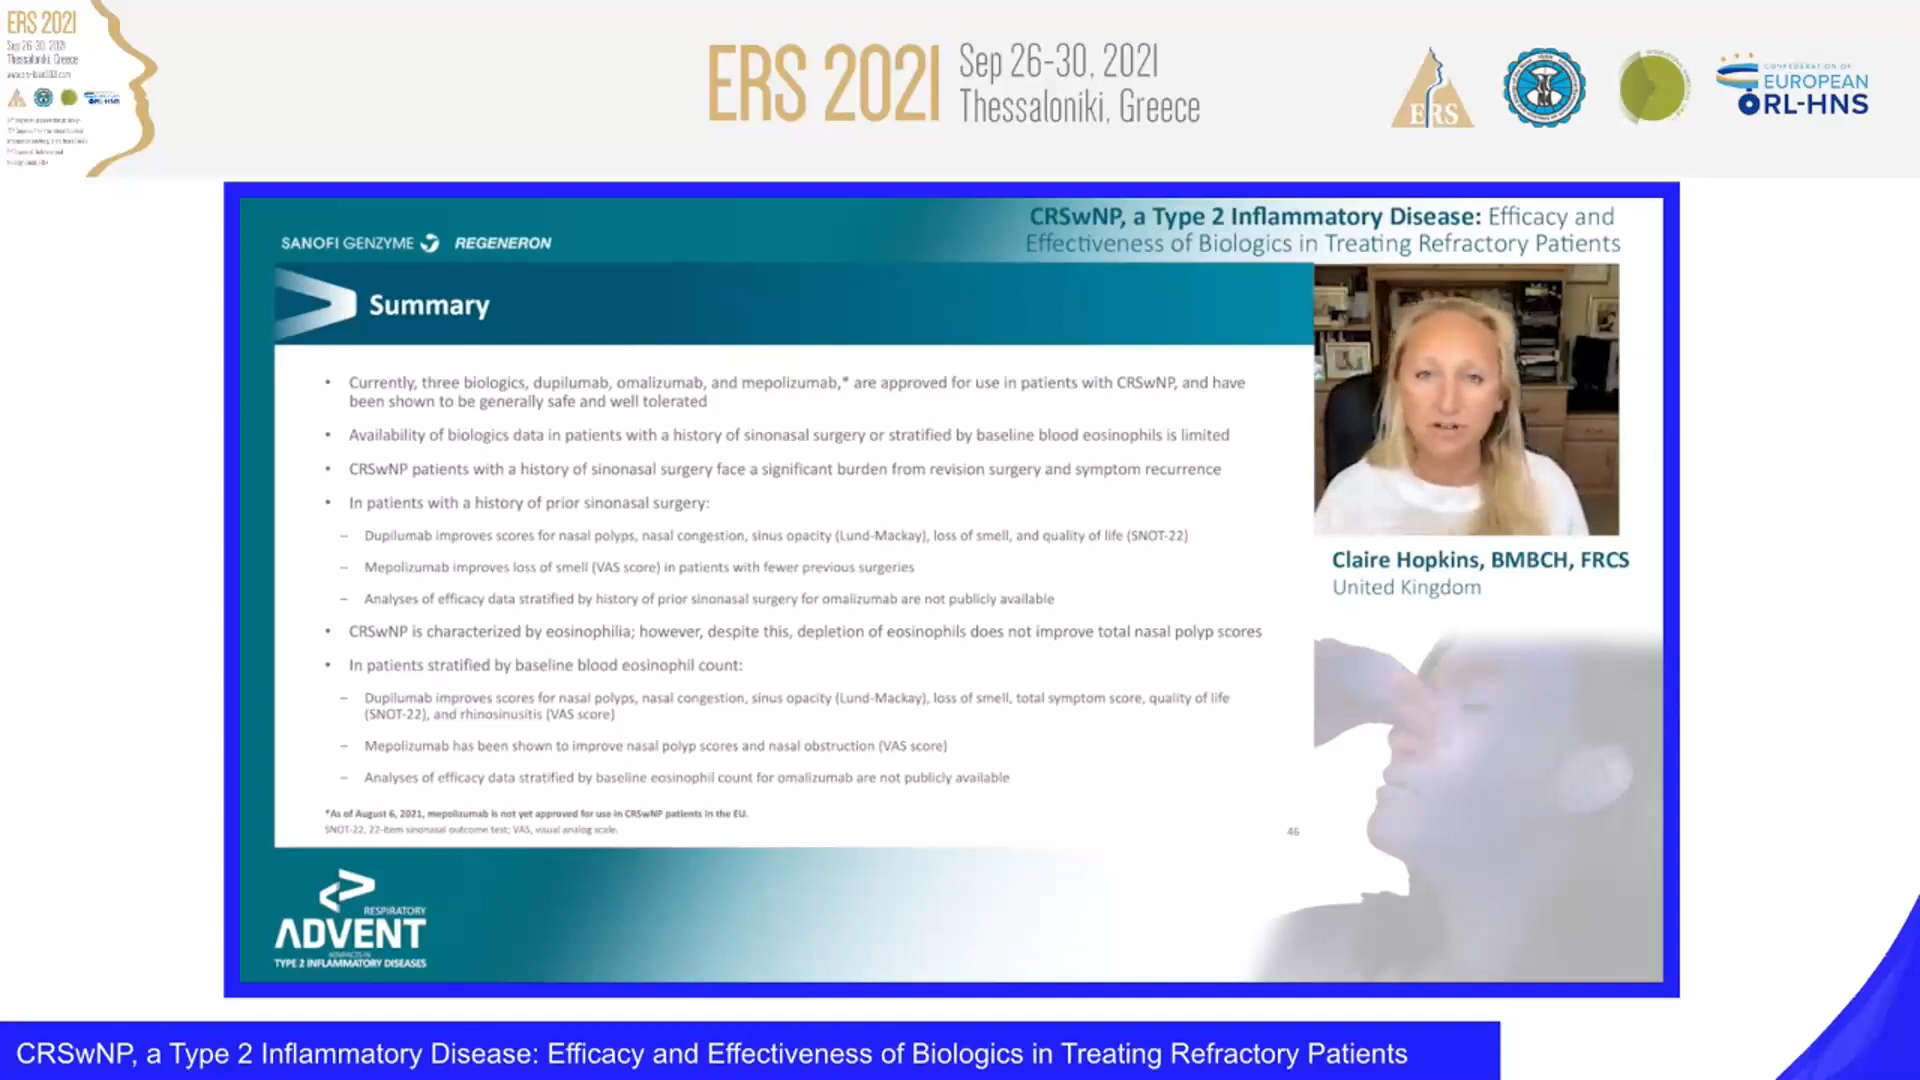 ERS 2021
Sep 26-30, 2021
Thessaloniki, Greece
ERS 2021
Sep 26-30, 2021
Thessaloniki, Greece
ERS
CONFEDERATION OF
EUROPEAN
ORL-HNS
SANOFI GENZYME REGENERON
CRSwNP, a Type 2 Inflammatory Disease: Efficacy and
Effectiveness of Biologics in Treating Refractory Patients
Summary
• Currently, three biologics, dupilumab, omalizumab, and mepolizumab,* are approved for use in patients with CRSwNP, and have
been shown to be generally safe and well tolerated
• Availability of biologics data in patients with a history of sinonasal surgery or stratified by baseline blood eosinophils is limited
• CRSwNP patients with a history of sinonasal surgery face a significant burden from revision surgery and symptom recurrence
• In patients with a history of prior sinonasal surgery:
– Dupilumab improves scores for nasal polyps, nasal congestion, sinus opacity (Lund-Mackay), loss of smell, and quality of life (SNOT-22)
– Mepolizumab improves loss of smell (VAS score) in patients with fewer previous surgeries
– Analyses of efficacy data stratified by history of prior sinonasal surgery for omalizumab are not publicly available
• CRSwNP is characterized by eosinophilia; however, despite this, depletion of eosinophils does not improve total nasal polyp scores
• In patients stratified by baseline blood eosinophil count:
– Dupilumab improves scores for nasal polyps, nasal congestion, sinus opacity (Lund-Mackay), loss of smell, total symptom score, quality of life
(SNOT-22), and rhinosinusitis (VAS score)
– Mepolizumab has been shown to improve nasal polyp scores and nasal obstruction (VAS score)
– Analyses of efficacy data stratified by baseline eosinophil count for omalizumab are not publicly available
*As of August 6, 2021, mepolizumab is not yet approved for use in CRSwNP patients in the EU.
SNOT-22, 22-item sinonasal outcome test; VAS, visual analog scale.
46
Claire Hopkins, BMBCH, FRCS
United Kingdom
RESPIRATORY
ADVENT
ADVANCES IN
TYPE 2 INFLAMMATORY DISEASES
CRSwNP, a Type 2 Inflammatory Disease: Efficacy and Effectiveness of Biologics in Treating Refractory Patients